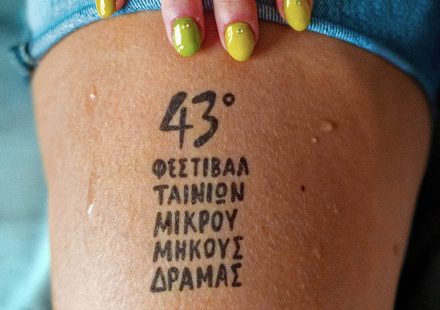 43°
ΦΕΣΤΙΒΑΛ
ΤΑΙΝΙΩΝ
ΜΙΚΡΟΥ
ΜΗΚΟΥΣ
ΔΡΑΜΑΣ